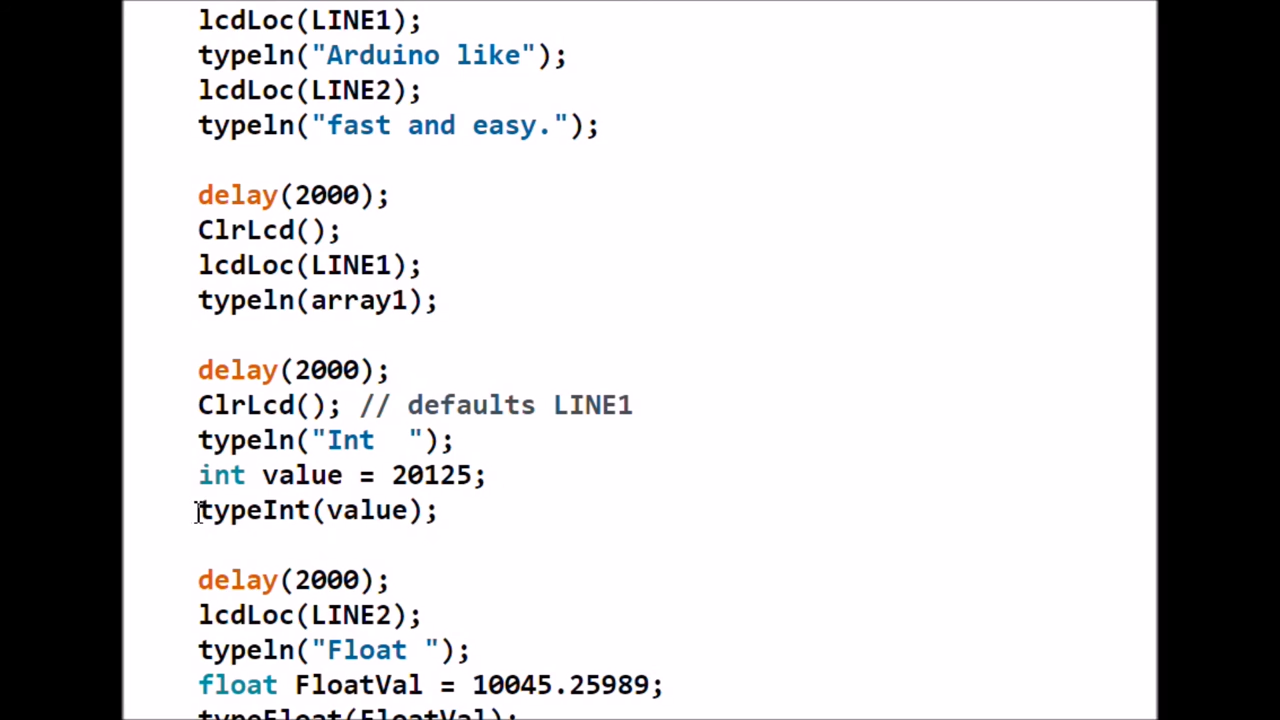 lcdLoc(LINE1);
typeln("Arduino like");
lcdLoc(LINE2);
typeln("fast and easy.");
delay(2000);
ClrLcd();
lcdLoc(LINE1);
typeln(array1);
delay(2000);
ClrLcd(); // defaults LINE1
typeln("Int  ");
int value = 20125;
typeInt(value);
delay(2000);
lcdLoc(LINE2);
typeln("Float ");
float FloatVal = 10045.25989;
typeFloat(FloatVal);